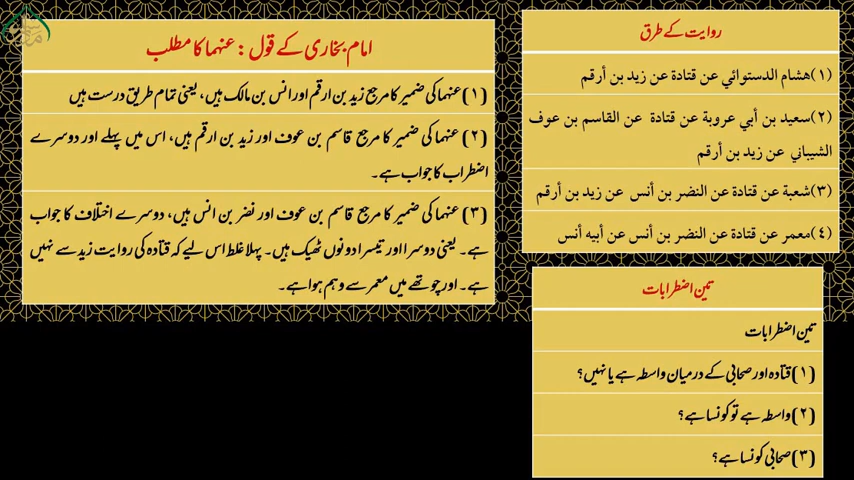 روایت کے طرق
(١)هشام الدستوائي عن قتادة عن زيد بن أرقم
(٢)سعيد بن أبي عروبة عن قتادة عن القاسم بن عوف
الشيباني عن زيد بن أرقم
(٣)شعبة عن قتادة عن النضر بن أنس عن زيد بن أرقم
(٤)معمر عن قتادة عن النضر بن أنس عن أبيه أنس
امام بخاری کے قول : عنہما کا مطلب
(۱)عنہما کی ضمیر کا مرجع زید بن ارقم اور انس بن مالک ہیں، یعنی تمام طریق درست ہیں
(۲) عنہما کی ضمیر کا مرجع قاسم بن عوف اور زید بن ارقم ہیں، اس میں پہلے اور دوسرے
اضطراب کا جواب ہے۔
(۳) عنہما کی ضمیر کا مرجع قاسم بن عوف اور نضر بن انس ہیں، دوسرے اختلاف کا جواب
ہے۔ یعنی دوسرا اور تیسرا دونوں ٹھیک ہیں۔ پہلا غلط اس لیے کہ قتادہ کی روایت زید سے نہیں
ہے۔ اور چوتھے میں معمر سے وہم ہوا ہے۔
تین اضطرابات
تین اضطرابات
(۱)قتادہ اور صحابی کے درمیان واسطہ ہے یا نہیں؟
(۲)واسطہ ہے تو کونسا ہے؟
(۳)صحابی کونسا ہے؟